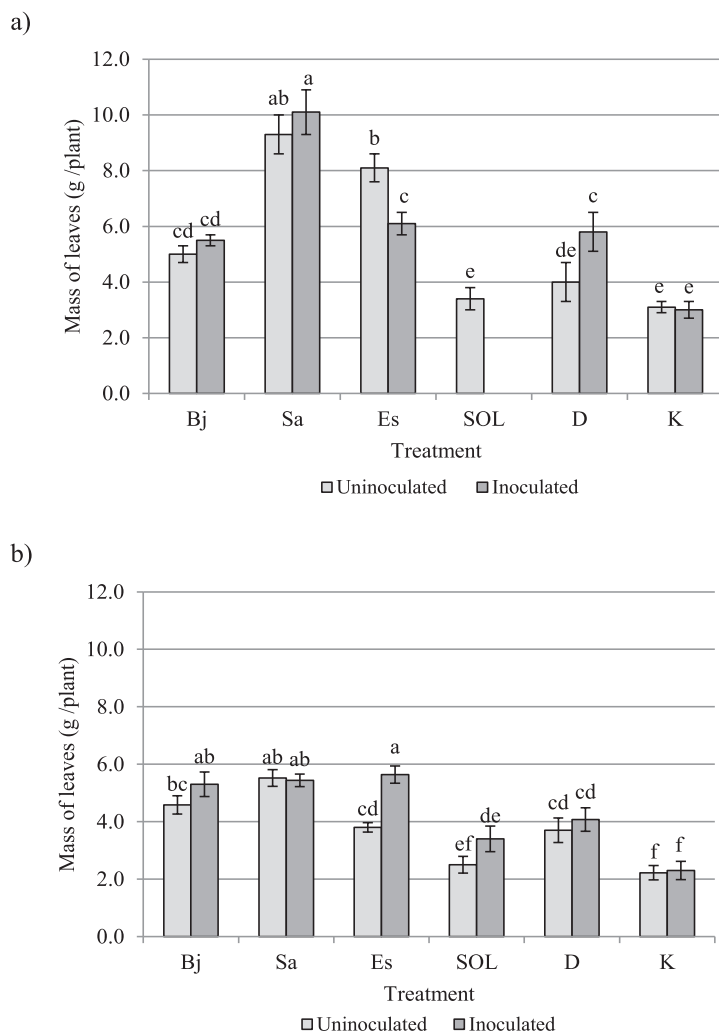 a)
12.0
10.0
8.0
6.0
4.0
2.0
0.0
Mass of leaves (g /plant)
cd cd
ab a
b c
e
de c
e e
Bj Sa Es SOL D K
Treatment
Uninoculated Inoculated
b)
12.0
10.0
8.0
6.0
4.0
2.0
0.0
Mass of leaves (g /plant)
bc ab
ab ab
cd a
ef de
cd cd
f f
Bj Sa Es SOL D K
Treatment
Uninoculated Inoculated